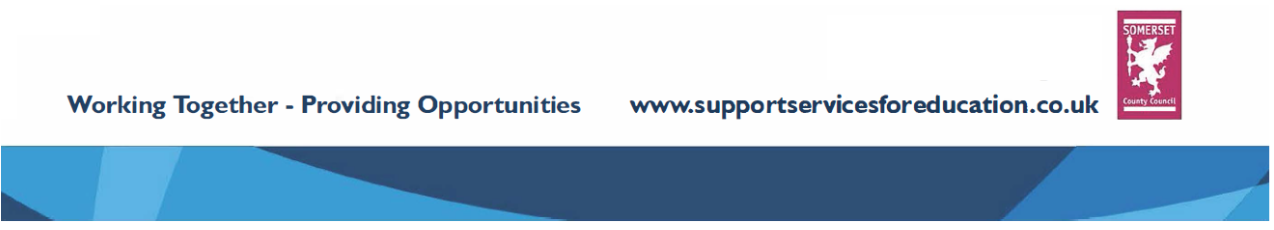 SOMERSET
Working Together - Providing Opportunities www.supportservicesforeducation.co.uk
County Council